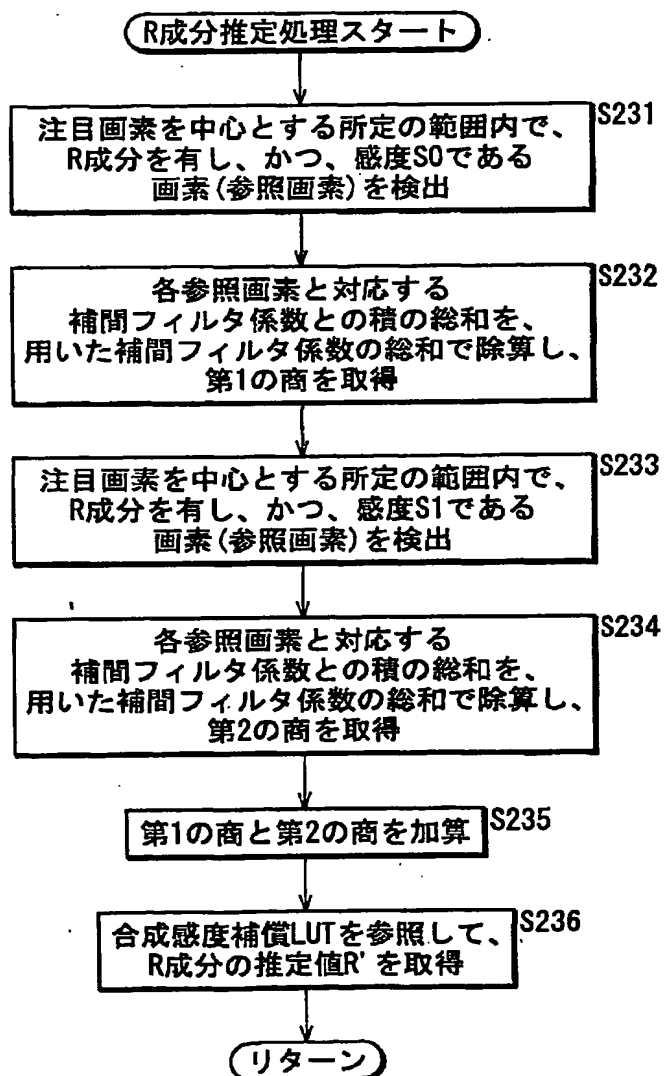 R成分推定処理スタート
S231
注目画素を中心とする所定の範囲内で、
R成分を有し、かつ、感度S0である
画素(参照画素)を検出
S232
各参照画素と対応する
補間フィルタ係数との積の総和を、
用いた補間フィルタ係数の総和で除算し、
第1の商を取得
S233
注目画素を中心とする所定の範囲内で、
R成分を有し、かつ、感度S1である
画素(参照画素)を検出
S234
各参照画素と対応する
補間フィルタ係数との積の総和を、
用いた補間フィルタ係数の総和で除算し、
第2の商を取得
第1の商と第2の商を加算 S235
S236
合成感度補償LUTを参照して、
R成分の推定値R'を取得
リターン